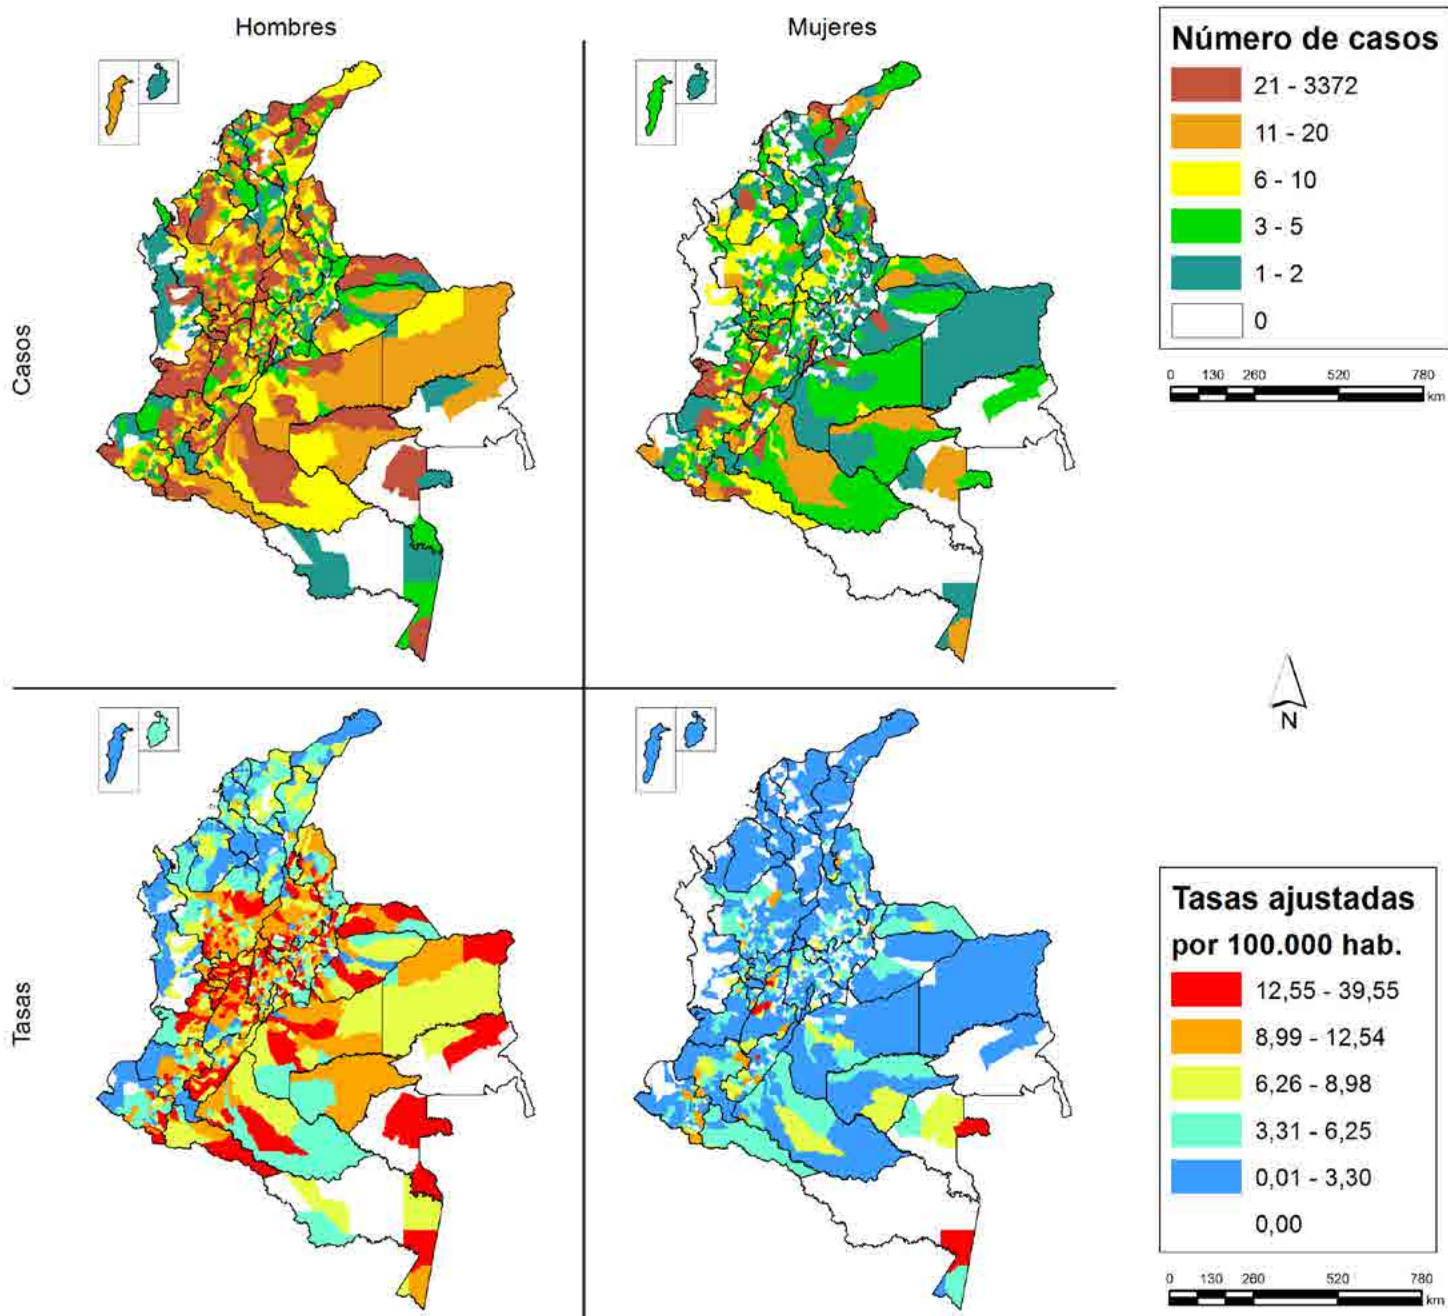 Hombres
Mujeres
Casos
Tasas
Número de casos
21 - 3372
11 - 20
6 - 10
3 - 5
1 - 2
0
0 130 260 520 780
km
N
Tasas ajustadas
por 100.000 hab.
12,55 - 39,55
8,99 - 12,54
6,26 - 8,98
3,31 - 6,25
0,01 - 3,30
0,00
0 130 260 520 780
km